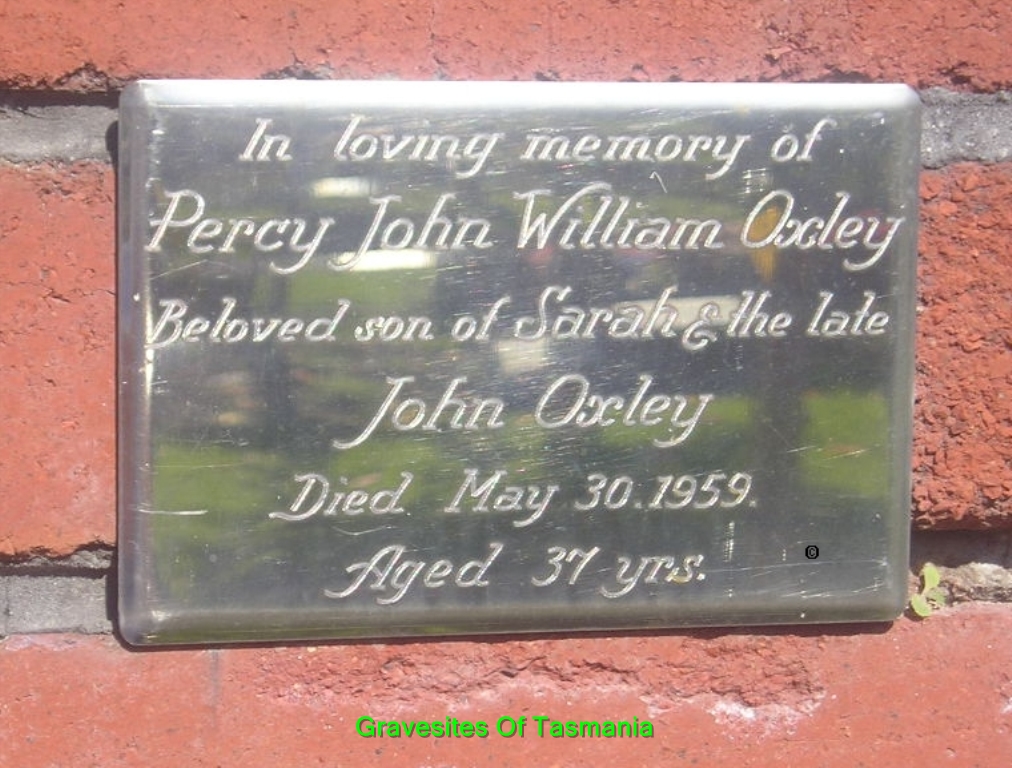 In loving memory of
Percy John William Oxley
Beloved son of Sarah & the late
John Oxley
Died May 30.1959.
Aged 37 yrs.
©
Gravesites Of Tasmania